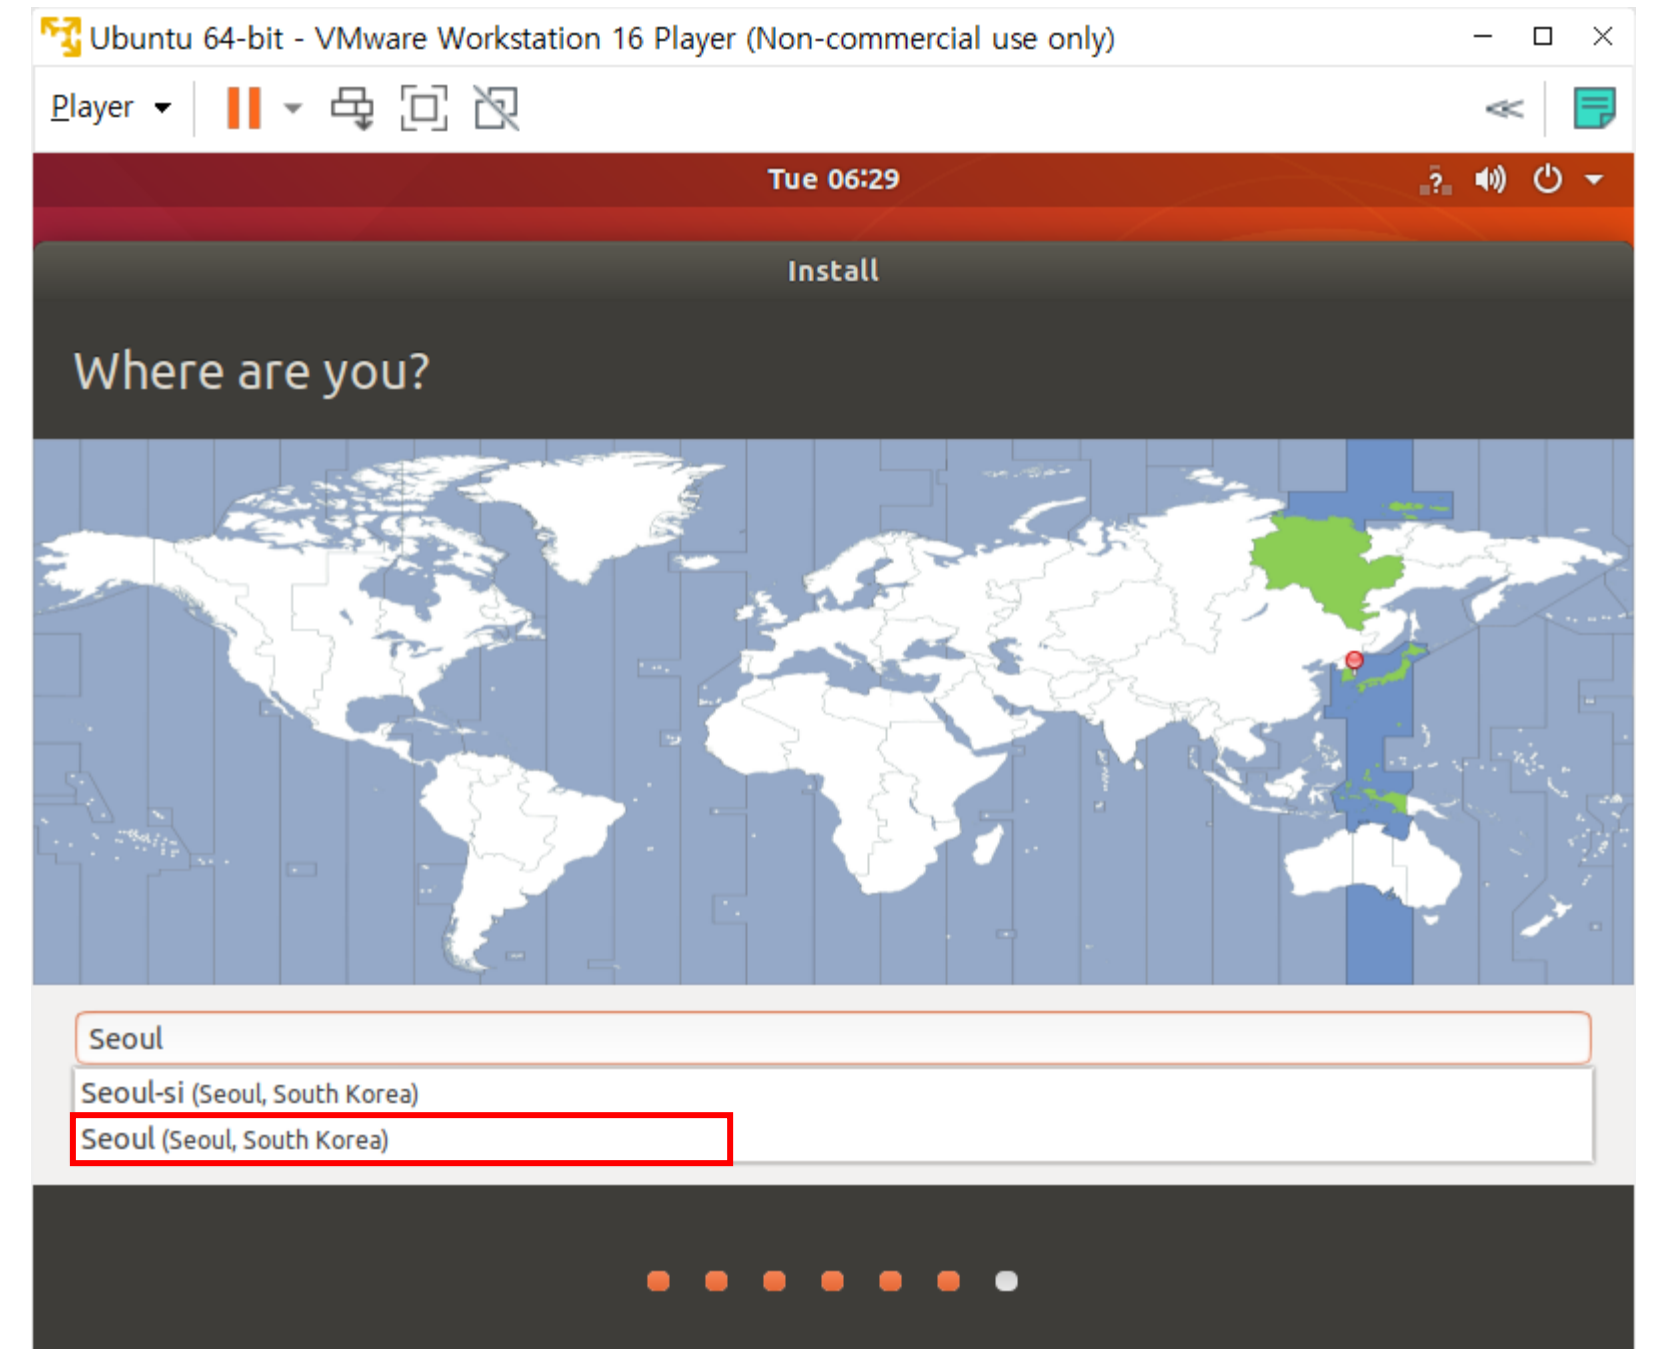 Ubuntu 64-bit - VMware Workstation 16 Player (Non-commercial use only)
Player
Tue 06:29
?
Install
Where are you?
Seoul
Seoul-si (Seoul, South Korea)
Seoul (Seoul, South Korea)